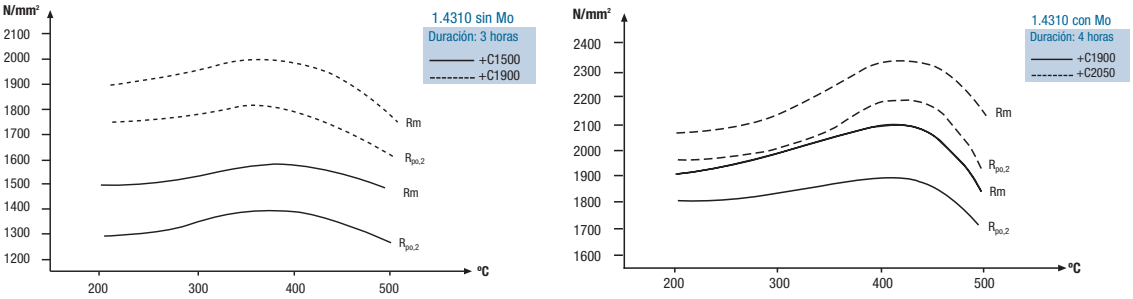 N/mm²
2100
2000
1900
1800
1700
1600
1500
1400
1300
1200
200
300
400
500
ºC
1.4310 sin Mo
Duración: 3 horas
+C1500
+C1900
Rm
Rpo,2
Rm
Rpo,2
N/mm²
2400
2300
2200
2100
2000
1900
1800
1700
1600
200
300
400
500
ºC
1.4310 con Mo
Duración: 4 horas
+C1900
+C2050
Rm
Rpo,2
Rm
Rpo,2